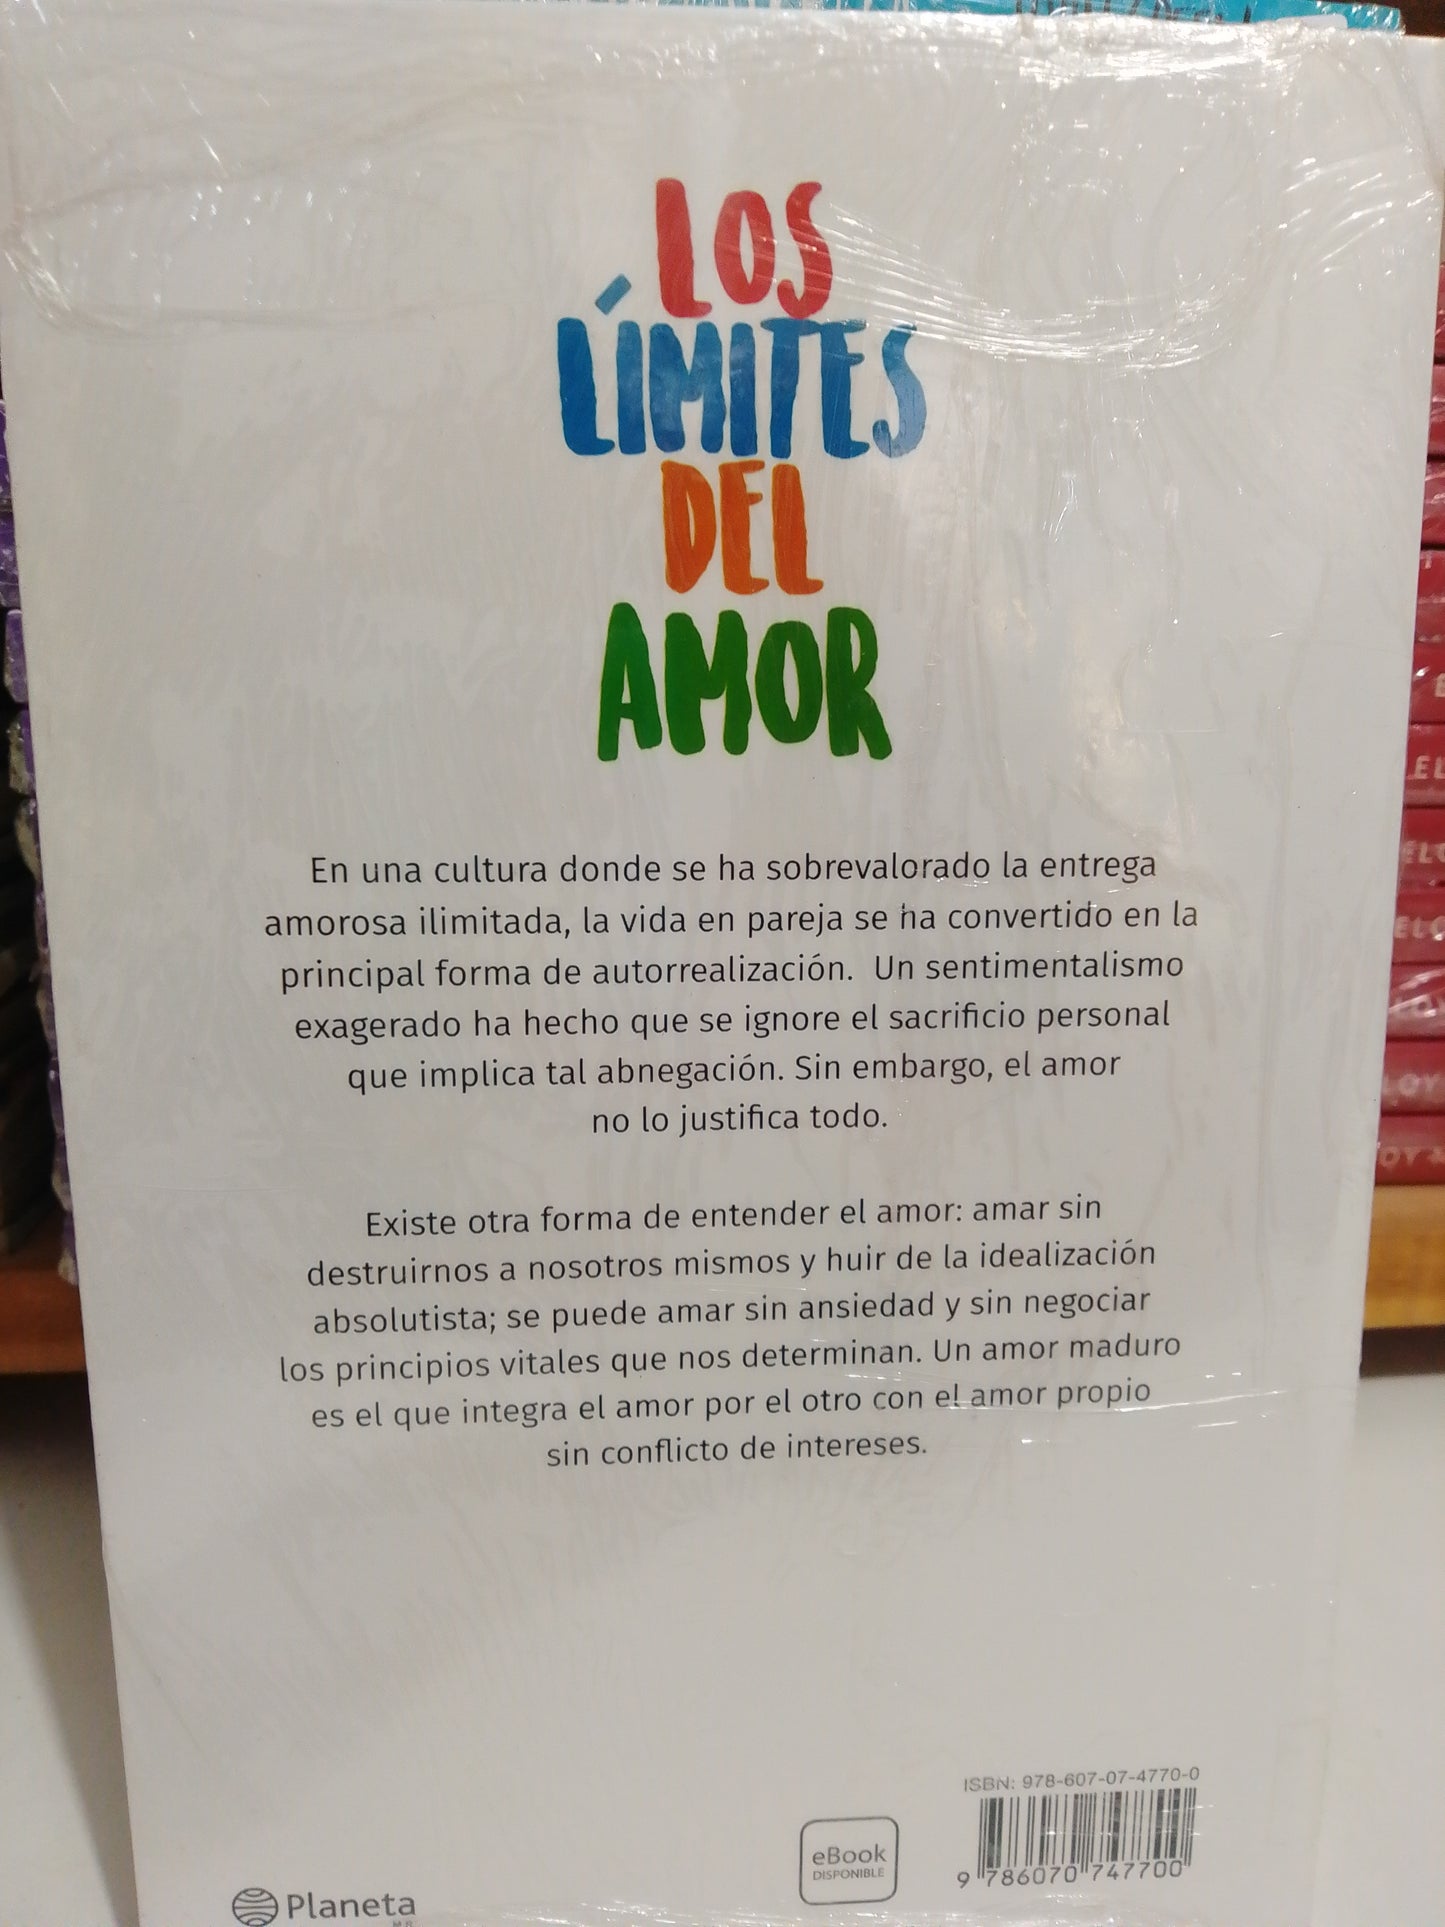 LOS
LÍMITES
DEL
AMOR
En una cultura donde se ha sobrevalorado la entrega
amorosa ilimitada, la vida en pareja se ha convertido en la
principal forma de autorrealización. Un sentimentalismo
exagerado ha hecho que se ignore el sacrificio personal
que implica tal abnegación. Sin embargo, el amor
no lo justifica todo.
Existe otra forma de entender el amor: amar sin
destruirnos a nosotros mismos y huir de la idealización
absolutista; se puede amar sin ansiedad y sin negociar
los principios vitales que nos determinan. Un amor maduro
es el que integra el amor por el otro con el amor propio
sin conflicto de intereses.
ISBN: 978-607-07-4770-0
9 786070 747700
eBook
DISPONIBLE
Planeta
M.R.